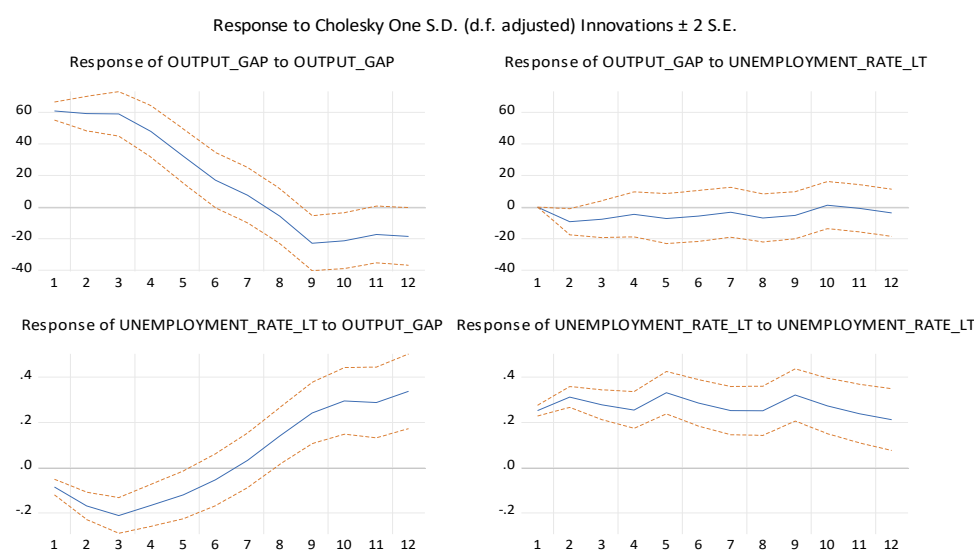 Response to Cholesky One S.D. (d.f. adjusted) Innovations ± 2 S.E.
Response of OUTPUT_GAP to OUTPUT_GAP
60
40
20
0
-20
-40
1 2 3 4 5 6 7 8 9 10 11 12
Response of OUTPUT_GAP to UNEMPLOYMENT_RATE_LT
60
40
20
0
-20
-40
1 2 3 4 5 6 7 8 9 10 11 12
Response of UNEMPLOYMENT_RATE_LT to OUTPUT_GAP
.4
.2
.0
-.2
1 2 3 4 5 6 7 8 9 10 11 12
Response of UNEMPLOYMENT_RATE_LT to UNEMPLOYMENT_RATE_LT
.4
.2
.0
-.2
1 2 3 4 5 6 7 8 9 10 11 12